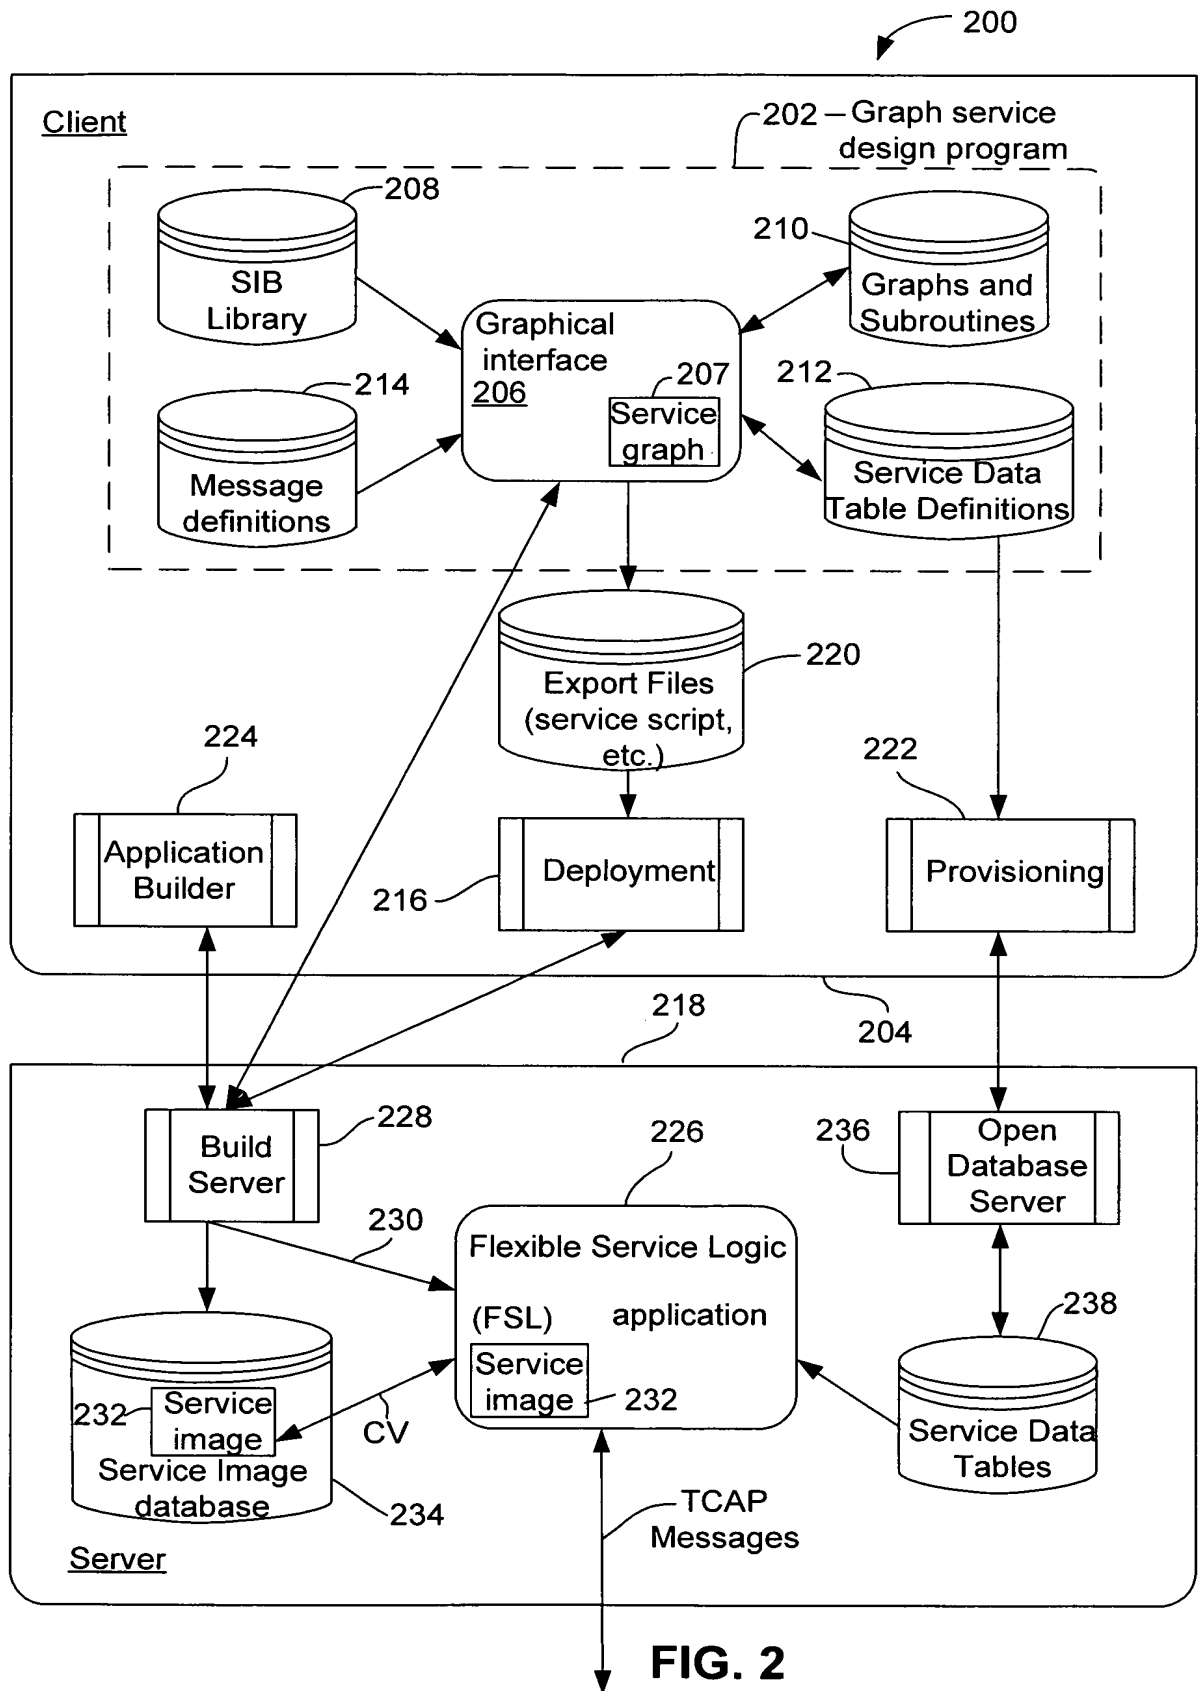 200
Client
202 – Graph service
design program
208
SIB
Library
210
Graphs and
Subroutines
Graphical
interface
206
207
Service
graph
214
Message
definitions
212
Service Data
Table Definitions
220
Export Files
(service script,
etc.)
224
Application
Builder
216
Deployment
222
Provisioning
204
218
228
Build
Server
226
236
Open
Database
Server
230
Flexible Service Logic
(FSL) application
Service
image
232
238
Service Data
Tables
232
Service
image
Service Image
database
234
CV
TCAP
Messages
Server
FIG. 2